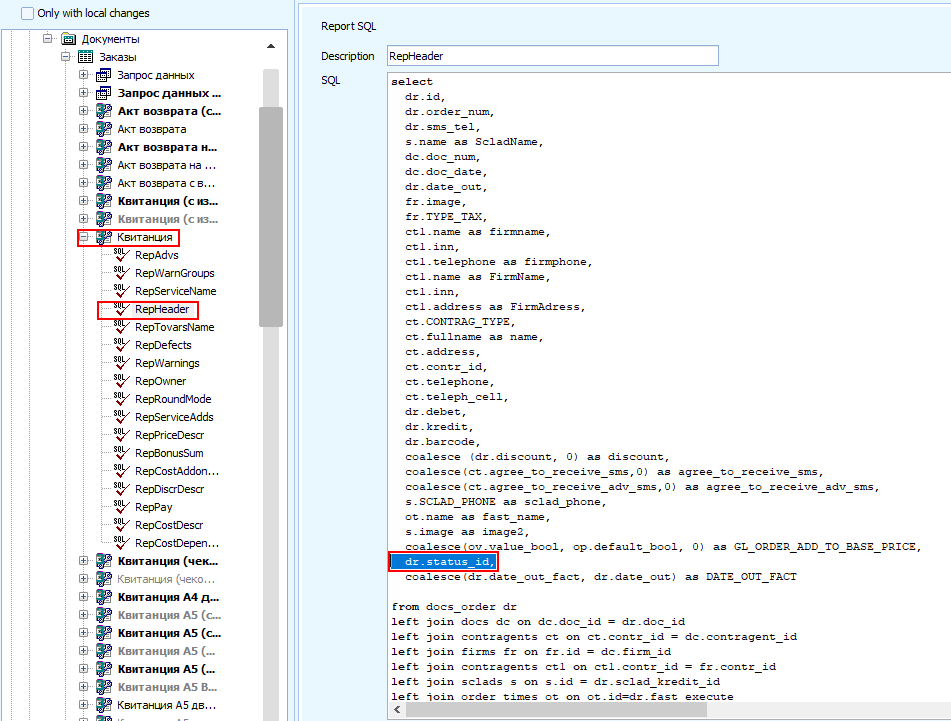 Only with local changes
Документы
Заказы
Запрос данных
Запрос данных ...
Акт возврата (с...
Акт возврата
Акт возврата н...
Акт возврата на ...
Акт возврата с в...
Квитанция (с из...
Квитанция (с из...
Квитанция
RepAdvs
RepWarnGroups
RepServiceName
RepHeader
RepTovarsName
RepDefects
RepWarnings
RepOwner
RepRoundMode
RepServiceAdds
RepPriceDescr
RepBonusSum
RepCostAddon...
RepDiscrDescr
RepPay
RepCostDescr
RepCostDepen...
Квитанция (чек...
Квитанция (чеко...
Квитанция А4 д...
Квитанция А5 (с...
Квитанция А5 (с...
Квитанция А5 (...
Квитанция А5 (...
Квитанция А5 В...
Квитанция А5 дв...
Report SQL
Description
RepHeader
SQL
select
dr.id,
dr.order_num,
dr.sms_tel,
s.name as ScladName,
dc.doc_num,
dc.doc_date,
dr.date_out,
fr.image,
fr.TYPE_TAX,
ct1.name as firmname,
ct1.inn,
ct1.telephone as firmphone,
ct1.name as FirmName,
ct1.inn,
ct1.address as FirmAdress,
ct.CONTRAG_TYPE,
ct.fullname as name,
ct.address,
ct.contr_id,
ct.telephone,
ct.teleph_cell,
dr.debet,
dr.kredit,
dr.barcode,
coalesce (dr.discount, 0) as discount,
coalesce(ct.agree_to_receive_sms,0) as agree_to_receive_sms,
coalesce(ct.agree_to_receive_adv_sms,0) as agree_to_receive_adv_sms,
s.SCLAD_PHONE as sclad_phone,
ot.name as fast_name,
s.image as image2,
coalesce(ov.value_bool, op.default_bool, 0) as GL_ORDER_ADD_TO_BASE_PRICE,
dr.status_id,
coalesce(dr.date_out_fact, dr.date_out) as DATE_OUT_FACT
from docs_order dr
left join docs dc on dc.doc_id = dr.doc_id
left join contragents ct on ct.contr_id = dc.contragent_id
left join firms fr on fr.id = dc.firm_id
left join contragents ct1 on ct1.contr_id = fr.contr_id
left join sclads s on s.id = dr.sclad_kredit_id
left join order_times ot on ot.id=dr.fast_execute